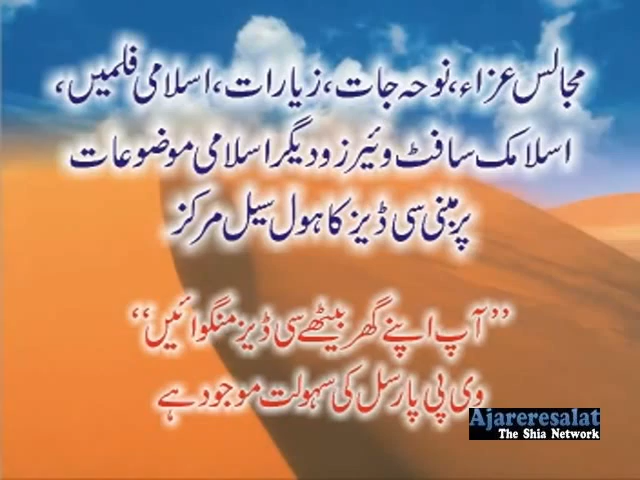 مجالس عزاء، نوحہ جات، زیارات، اسلامی فلمیں،
اسلامک سافٹ وئیرز و دیگر اسلامی موضوعات
پر مبنی سی ڈیز کا ہول سیل مرکز
”آپ اپنے گھر بیٹھے سی ڈیز منگوائیں“
وی پی پارسل کی سہولت موجود ہے
Ajareresalat
The Shia Network